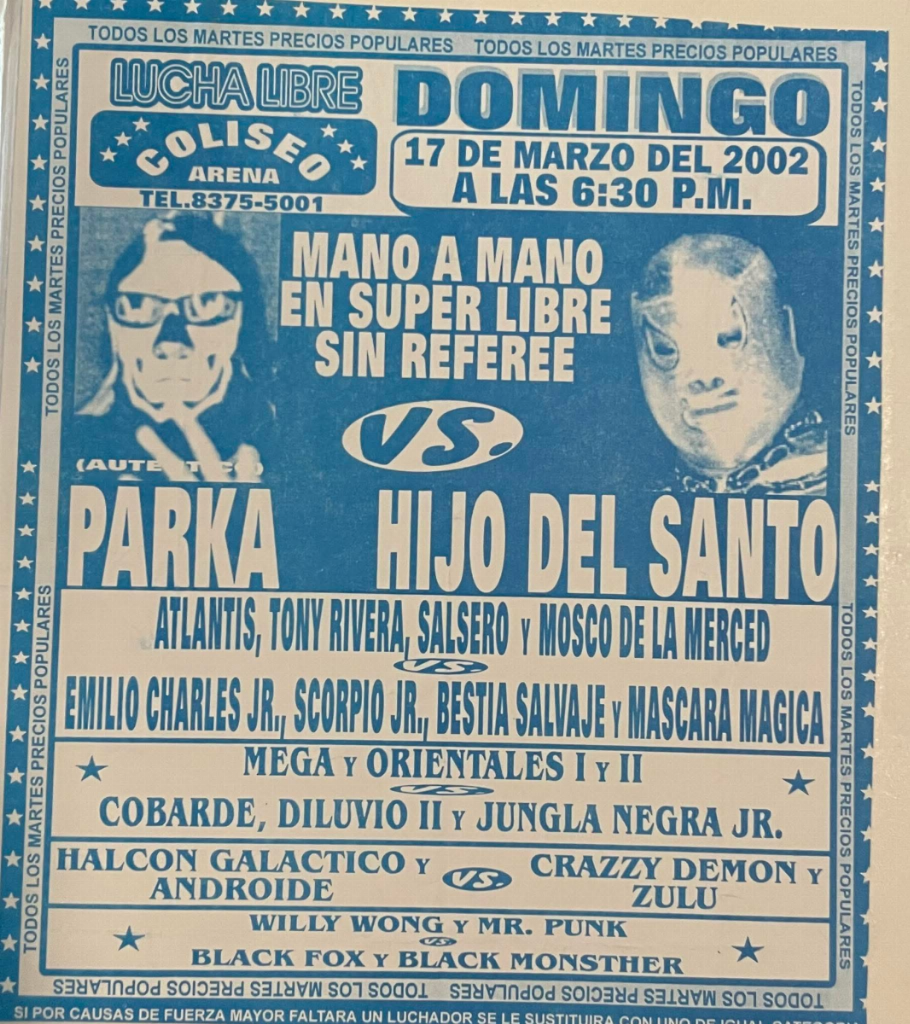 TODOS LOS MARTES PRECIOS POPULARES TODOS LOS MARTES PRECIOS POPULARES
LUCHA LIBRE
COLISEO
ARENA
TEL.8375-5001
DOMINGO
17 DE MARZO DEL 2002
A LAS 6:30 P.M.
MANO A MANO
EN SUPER LIBRE
SIN REFEREE
VS.
PARKA
HIJO DEL SANTO
ATLANTIS, TONY RIVERA, SALSERO Y MOSCO DE LA MERCED
VS.
EMILIO CHARLES JR., SCORPIO JR., BESTIA SALVAJE Y MASCARA MAGICA
MEGA Y ORIENTALES I Y II
VS.
COBARDE, DILUVIO II Y JUNGLA NEGRA JR.
HALCON GALACTICO Y
ANDROIDE
VS.
CRAZZY DEMON Y
ZULU
WILLY WONG Y MR. PUNK
VS.
BLACK FOX Y BLACK MONSTHER
TODOS LOS MARTES PRECIOS POPULARES
TODOS LOS MARTES PRECIOS POPULARES
TODOS LOS MARTES PRECIOS POPULARES
TODOS LOS MARTES PRECIOS POPULARES
TODOS LOS MARTES PRECIOS POPULARES TODOS LOS MARTES PRECIOS POPULARES
SI POR CAUSAS DE FUERZA MAYOR FALTARA UN LUCHADOR SE LE SUSTITUIRA CON UNO DE IGUAL